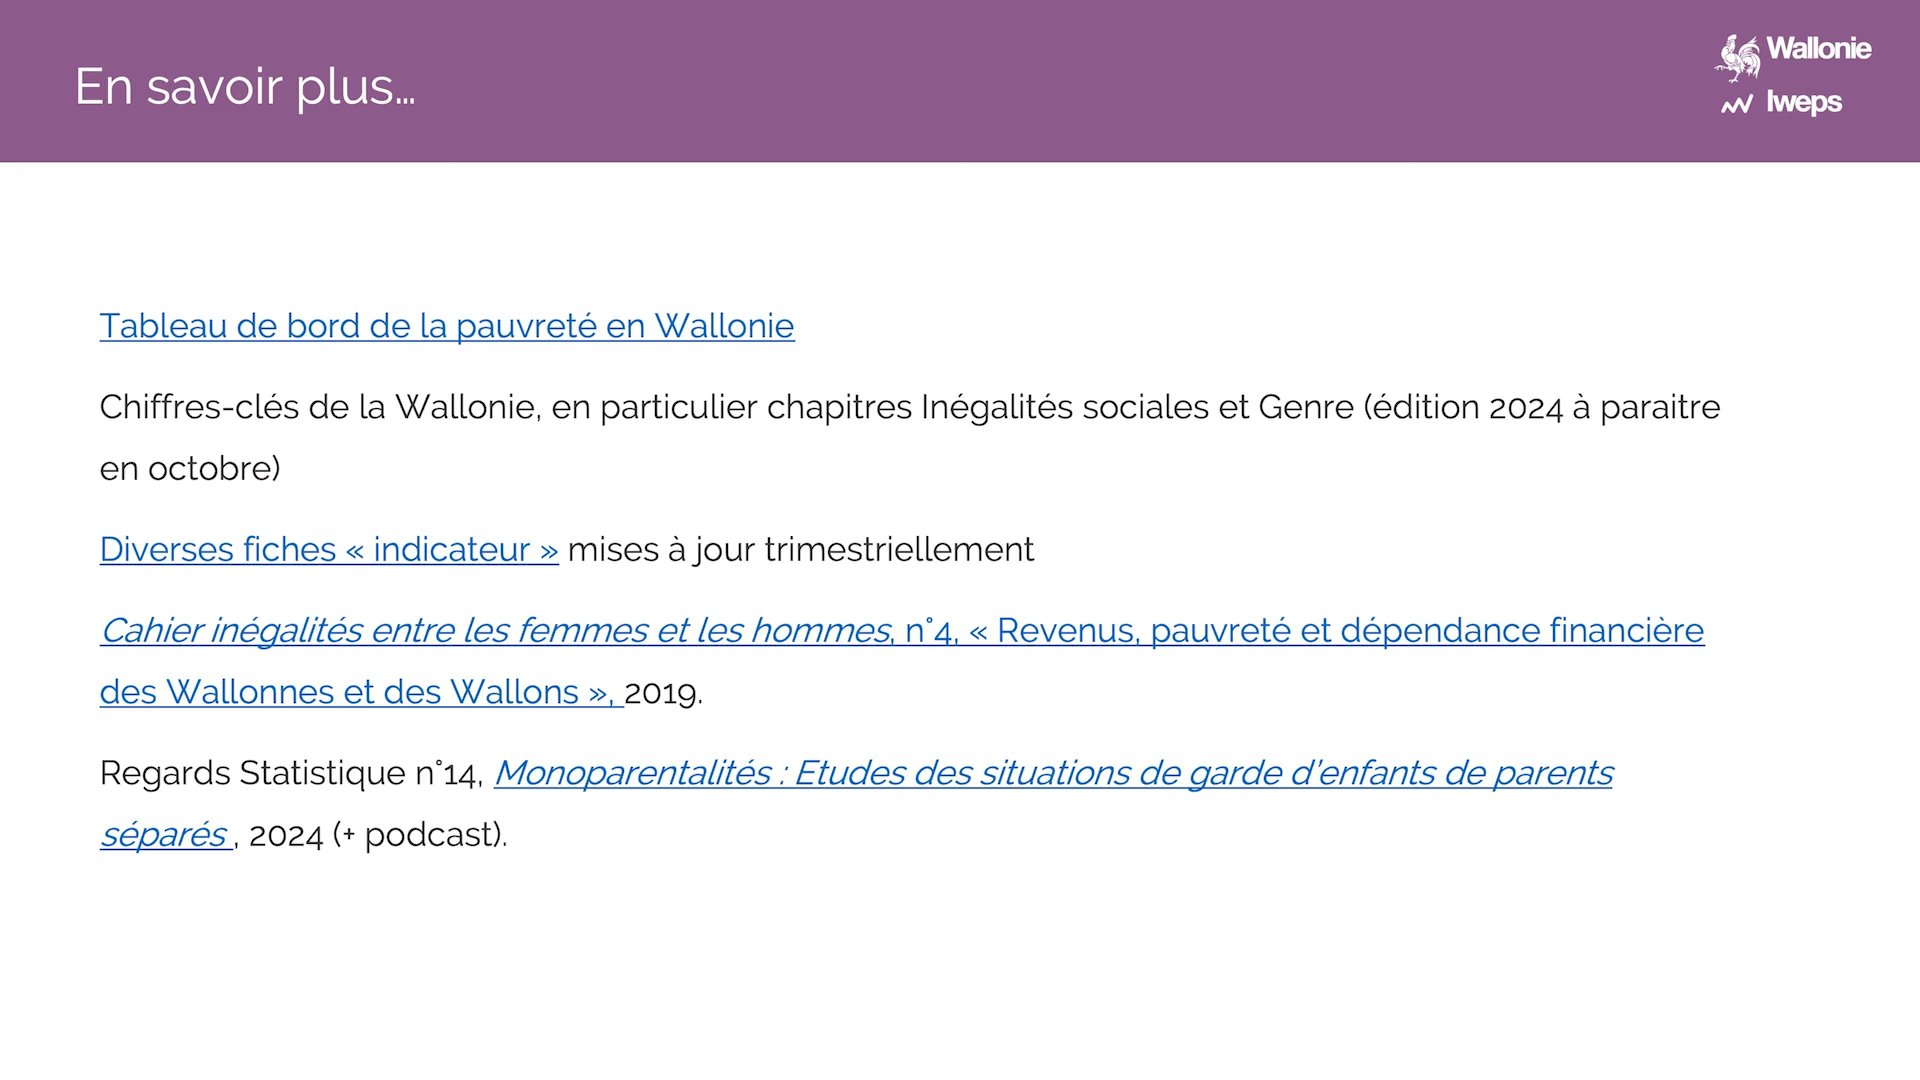 En savoir plus...
Wallonie
Iweps
Tableau de bord de la pauvreté en Wallonie
Chiffres-clés de la Wallonie, en particulier chapitres Inégalités sociales et Genre (édition 2024 à paraitre
en octobre)
Diverses fiches « indicateur » mises à jour trimestriellement
Cahier inégalités entre les femmes et les hommes, n°4, « Revenus, pauvreté et dépendance financière
des Wallonnes et des Wallons », 2019.
Regards Statistique n°14, Monoparentalités : Etudes des situations de garde d'enfants de parents
séparés , 2024 (+ podcast).